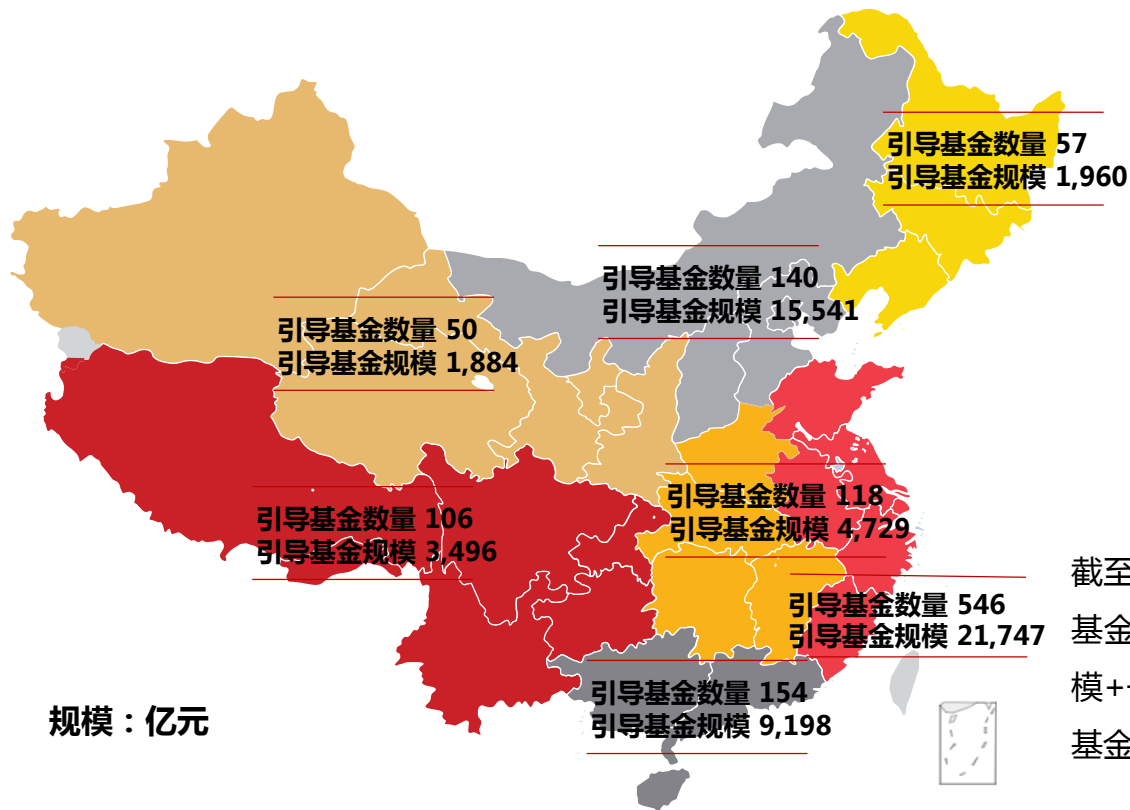 引导基金数量 57
引导基金规模 1,960
引导基金数量 140
引导基金规模 15,541
引导基金数量 50
引导基金规模 1,884
引导基金数量 118
引导基金规模 4,729
引导基金数量 106
引导基金规模 3,496
引导基金数量 546
引导基金规模 21,747
引导基金数量 154
引导基金规模 9,198
规模：亿元
截至
基金
模++
基金